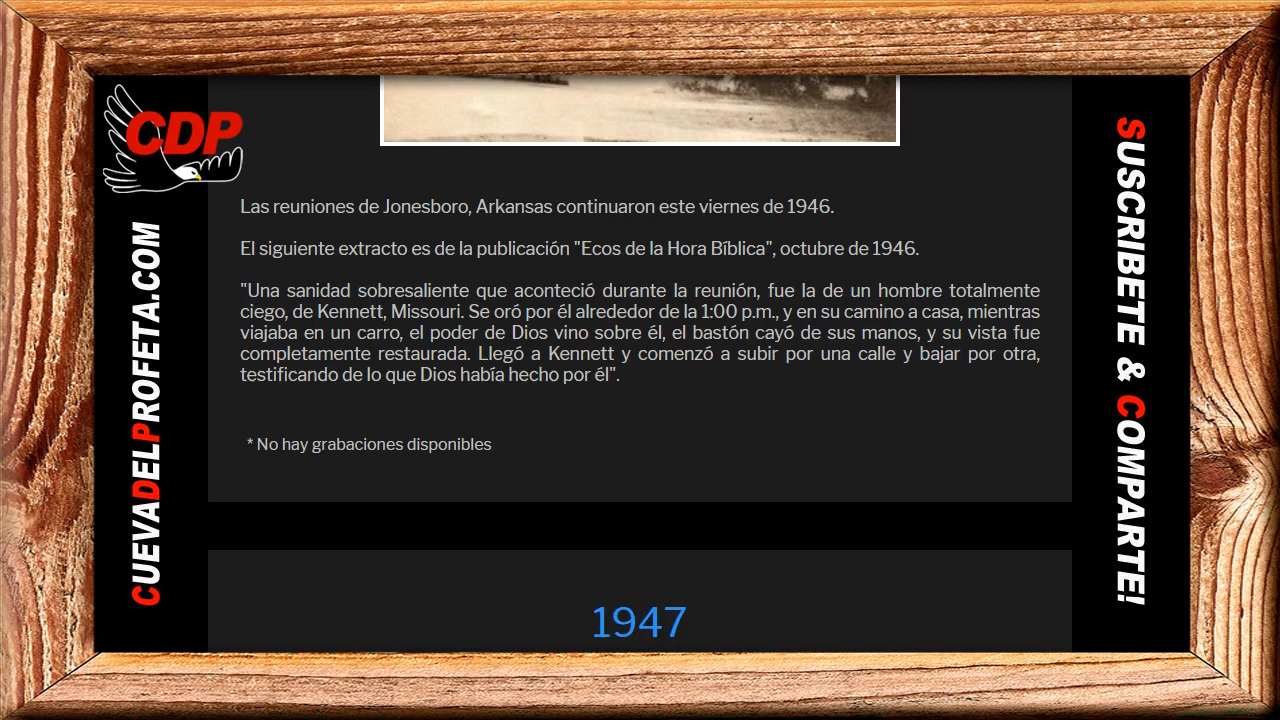 CDP
CUEVADELPROFETA.COM
SUSCRIBETE & COMPARTE!
Las reuniones de Jonesboro, Arkansas continuaron este viernes de 1946.
El siguiente extracto es de la publicación "Ecos de la Hora Bíblica", octubre de 1946.
"Una sanidad sobresaliente que aconteció durante la reunión, fue la de un hombre totalmente
ciego, de Kennett, Missouri. Se oró por él alrededor de la 1:00 p.m., y en su camino a casa, mientras
viajaba en un carro, el poder de Dios vino sobre él, el bastón cayó de sus manos, y su vista fue
completamente restaurada. Llegó a Kennett y comenzó a subir por una calle y bajar por otra,
testificando de lo que Dios había hecho por él".
* No hay grabaciones disponibles
1947